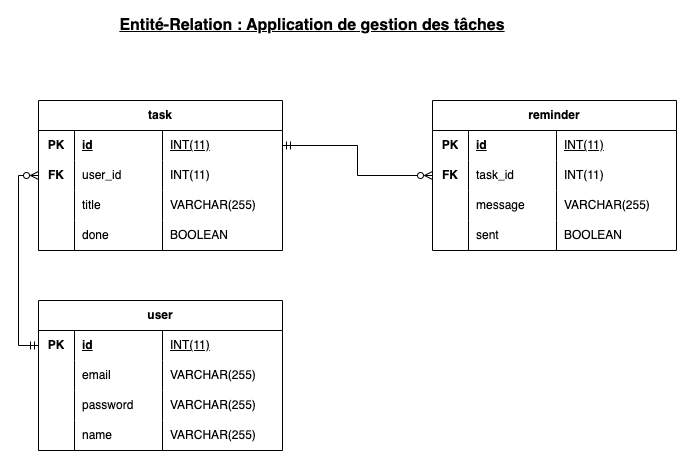 Entité-Relation : Application de gestion des tâches
task
PK id INT(11)
FK user_id INT(11)
title VARCHAR(255)
done BOOLEAN
reminder
PK id INT(11)
FK task_id INT(11)
message VARCHAR(255)
sent BOOLEAN
user
PK id INT(11)
email VARCHAR(255)
password VARCHAR(255)
name VARCHAR(255)